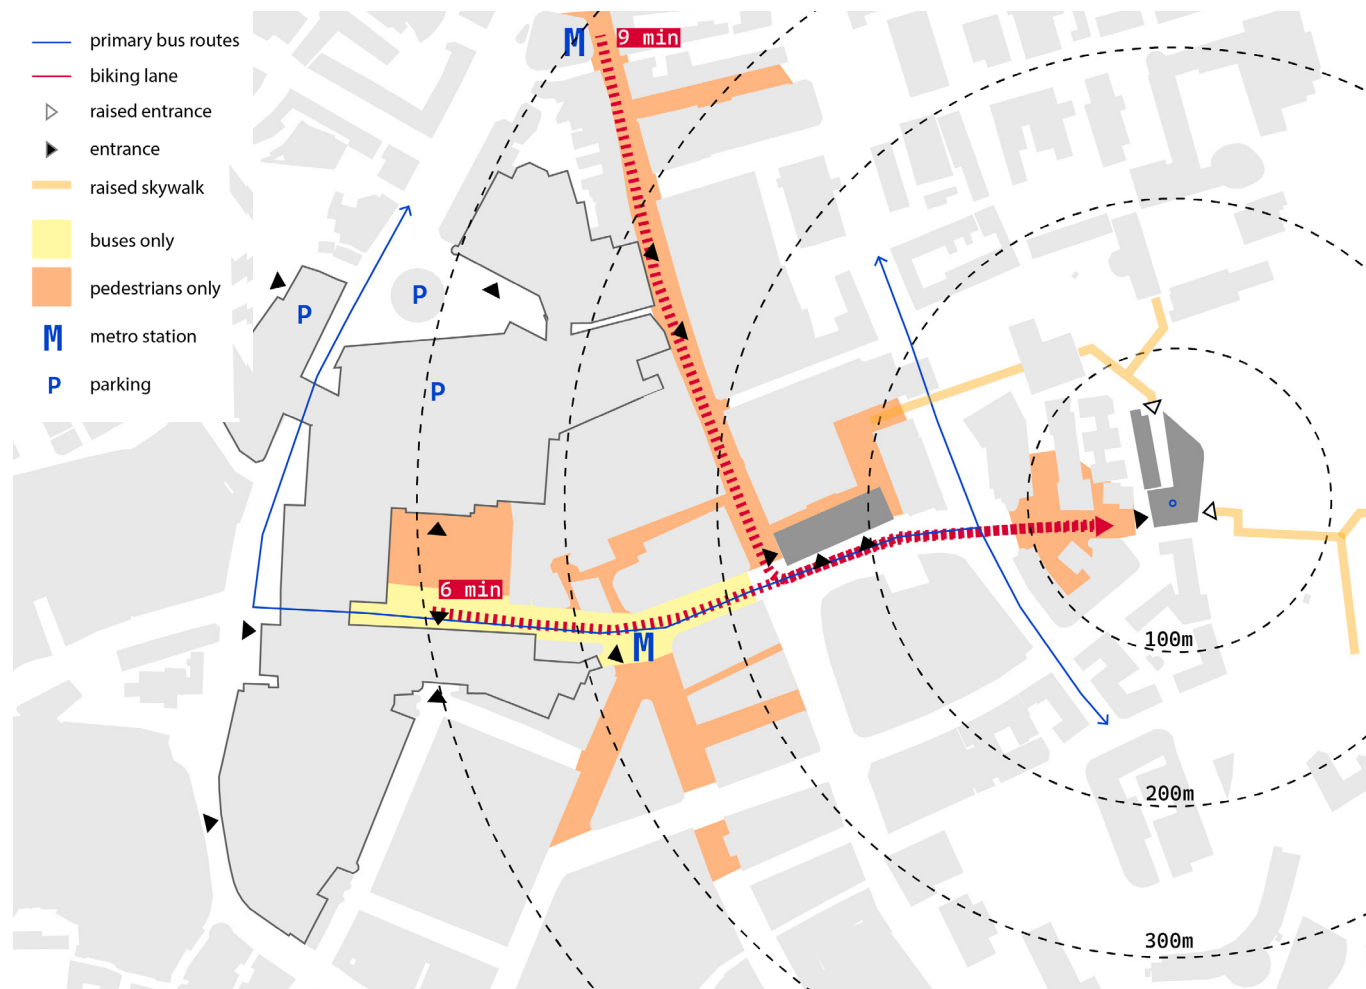 primary bus routes
biking lane
raised entrance
entrance
raised skywalk
buses only
pedestrians only
M metro station
P parking
M 9 min
P
P
P
6 min
M
100m
200m
300m